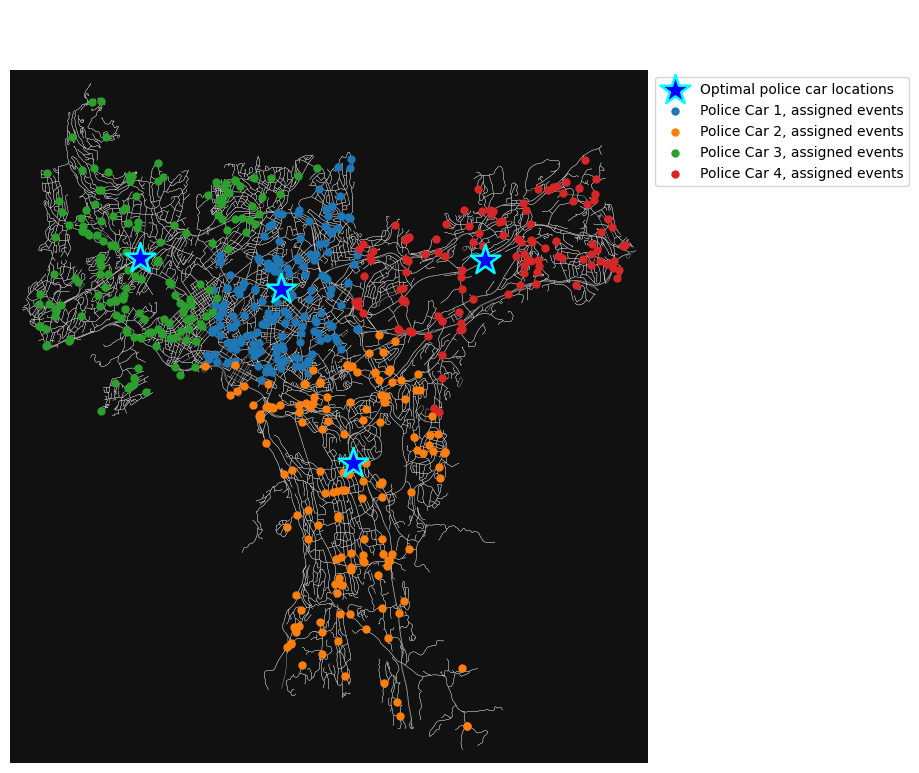 Optimal police car locations
Police Car 1, assigned events
Police Car 2, assigned events
Police Car 3, assigned events
Police Car 4, assigned events